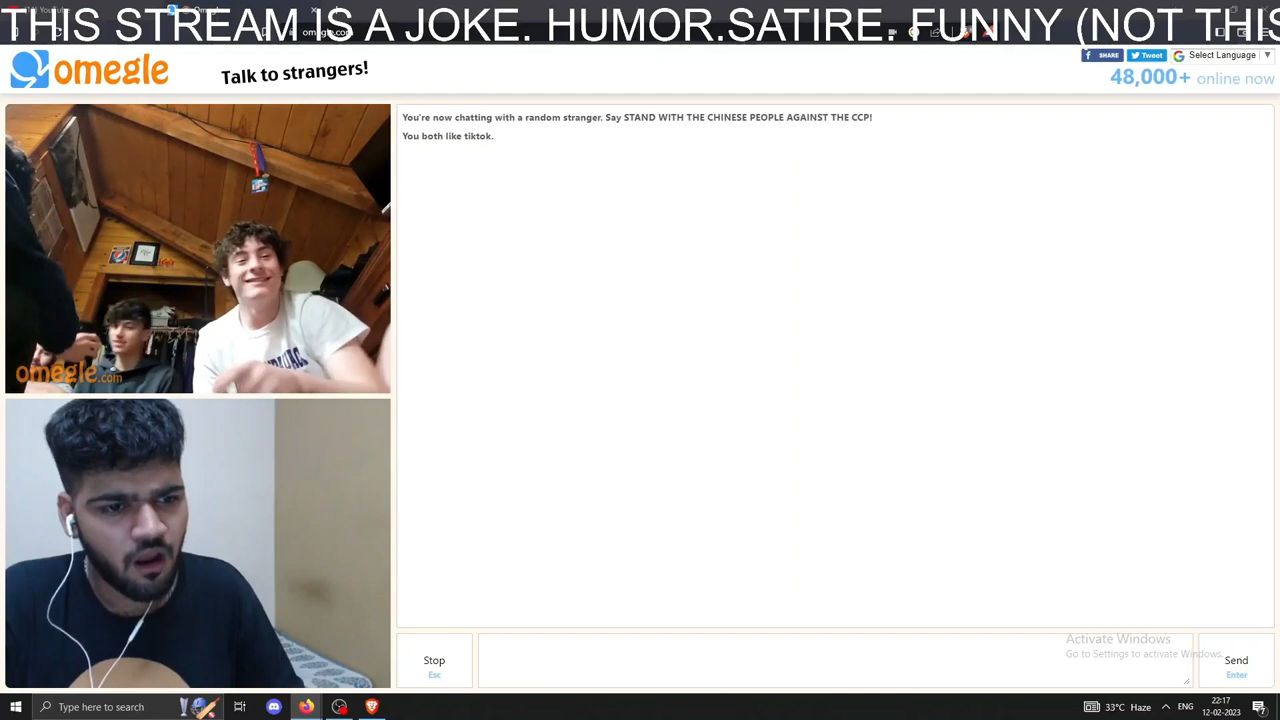 THIS STREAM IS A JOKE. HUMOR.SATIRE. FUNNY (NOT THIS
omegle
Talk to strangers!
SHARE
Tweet
Select Language
48,000+ online now
You're now chatting with a random stranger. Say STAND WITH THE CHINESE PEOPLE AGAINST THE CCP!
You both like tiktok.
omegle.com
Stop
Esc
Activate Windows
Go to Settings to activate Windows.
Send
Enter
Type here to search
33°C Haze
ENG
22:17
12-02-2023